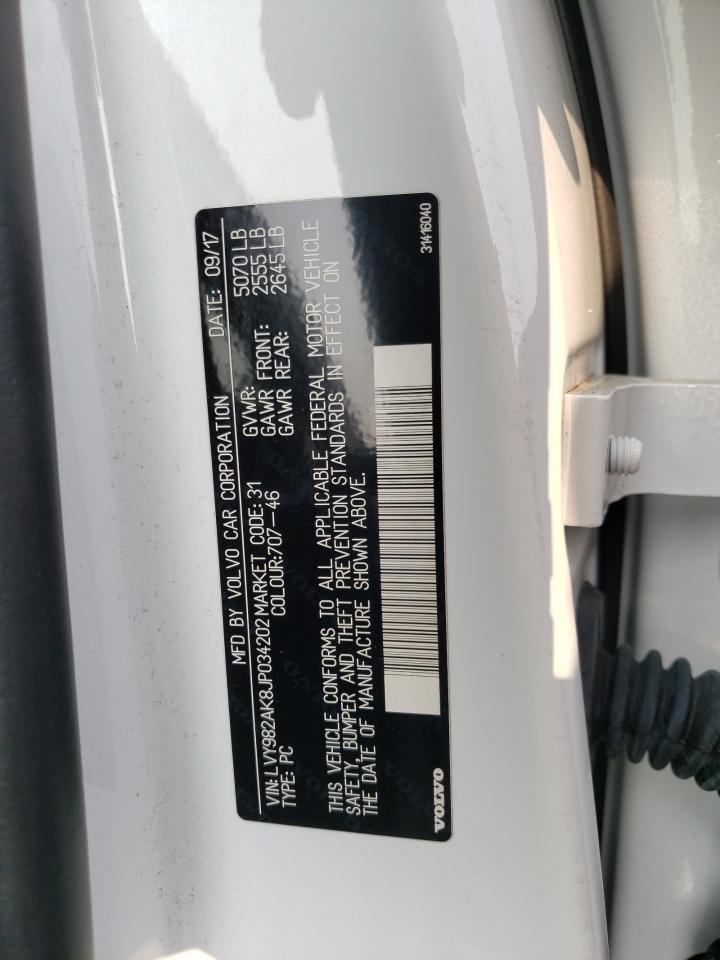 MFD BY VOLVO CAR CORPORATION DATE: 09/17
VIN: LVY982AK8JP034202 MARKET CODE: 31 GVWR: 5070 LB
TYPE: PC COLOUR:707-46 GAWR FRONT: 2555 LB
GAWR REAR: 2645 LB
THIS VEHICLE CONFORMS TO ALL APPLICABLE FEDERAL MOTOR VEHICLE
SAFETY, BUMPER AND THEFT PREVENTION STANDARDS IN EFFECT ON
THE DATE OF MANUFACTURE SHOWN ABOVE.
VOLVO 31416040